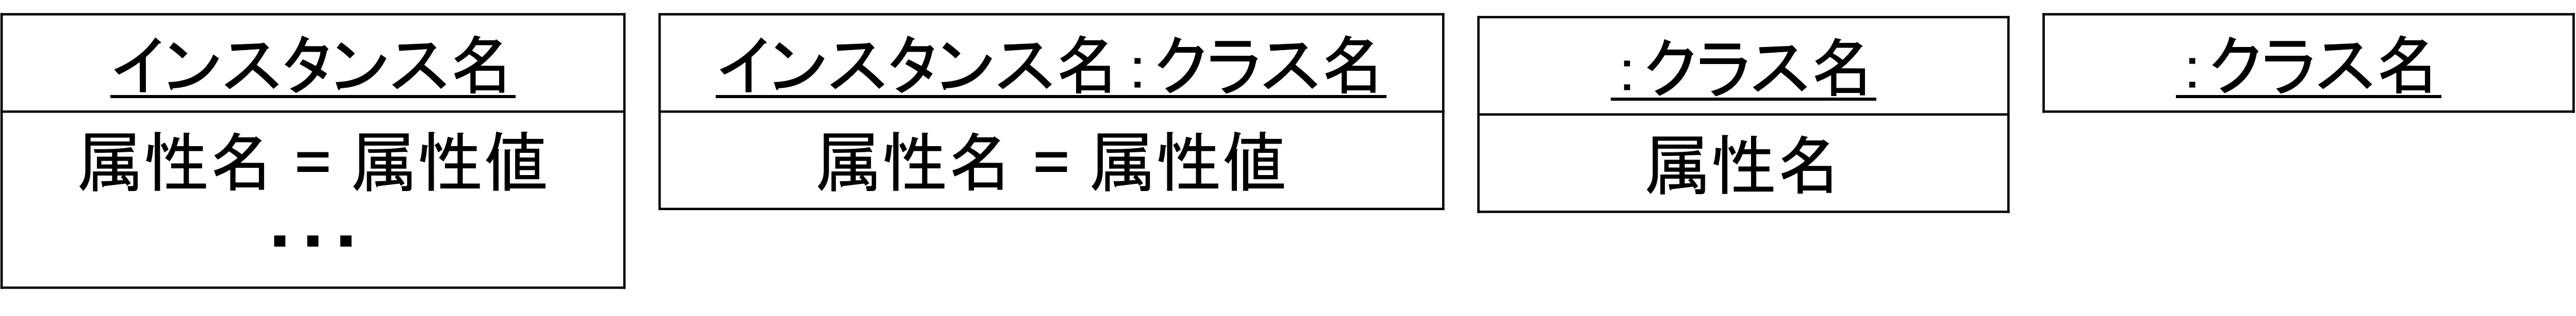 インスタンス名
属性名 = 属性値
...
インスタンス名:クラス名
属性名 = 属性値
:クラス名
属性名
:クラス名